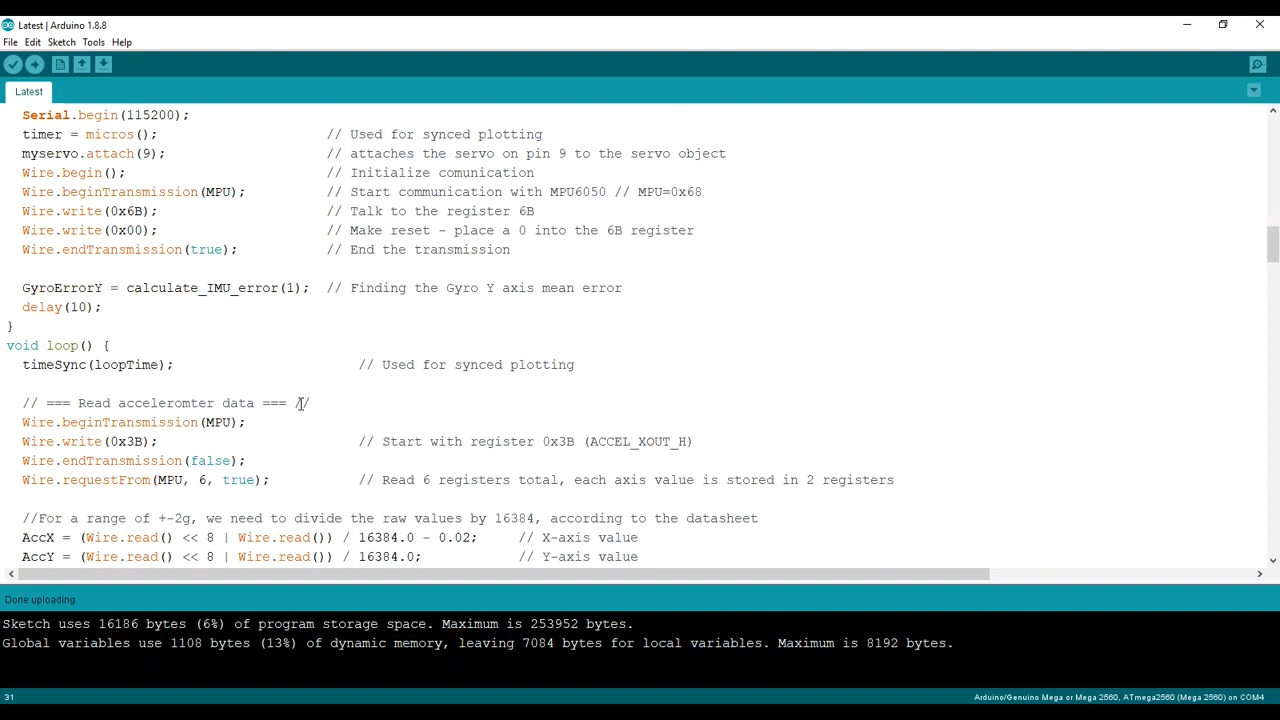 Latest | Arduino 1.8.8
File Edit Sketch Tools Help
Latest
Serial.begin(115200);
timer = micros(); // Used for synced plotting
myservo.attach(9); // attaches the servo on pin 9 to the servo object
Wire.begin(); // Initialize comunication
Wire.beginTransmission(MPU); // Start communication with MPU6050 // MPU=0x68
Wire.write(0x6B); // Talk to the register 6B
Wire.write(0x00); // Make reset - place a 0 into the 6B register
Wire.endTransmission(true); // End the transmission
GyroErrorY = calculate_IMU_error(1); // Finding the Gyro Y axis mean error
delay(10);
}
void loop() {
timeSync(loopTime); // Used for synced plotting
// === Read acceleromter data === //
Wire.beginTransmission(MPU);
Wire.write(0x3B); // Start with register 0x3B (ACCEL_XOUT_H)
Wire.endTransmission(false);
Wire.requestFrom(MPU, 6, true); // Read 6 registers total, each axis value is stored in 2 registers
//For a range of +-2g, we need to divide the raw values by 16384, according to the datasheet
AccX = (Wire.read() << 8 | Wire.read()) / 16384.0 - 0.02; // X-axis value
AccY = (Wire.read() << 8 | Wire.read()) / 16384.0; // Y-axis value
Done uploading.
Sketch uses 16186 bytes (6%) of program storage space. Maximum is 253952 bytes.
Global variables use 1108 bytes (13%) of dynamic memory, leaving 7084 bytes for local variables. Maximum is 8192 bytes.
31 Arduino/Genuino Mega or Mega 2560, ATmega2560 (Mega 2560) on COM4